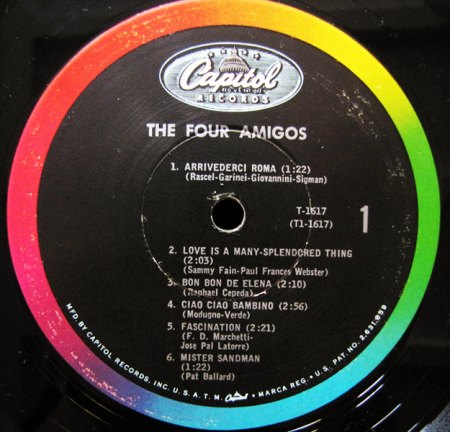 Capitol
RECORDS
THE FOUR AMIGOS
1. ARRIVEDERCI ROMA (1:22)
(Rascel-Garinei-Giovannini-Sigman)
T-1617
(T1-1617)
1
2. LOVE IS A MANY-SPLENDORED THING
(2:03)
(Sammy Fain-Paul Frances Webster)
3. BON BON DE ELENA (2:10)
(Raphael Cepeda)
4. CIAO CIAO BAMBINO (2:56)
(Modugno-Verde)
5. FASCINATION (2:21)
(F. D. Marchetti-
Jose Pal Latorre)
6. MISTER SANDMAN
(1:22)
(Pat Ballard)
MFD. BY CAPITOL RECORDS, INC. U.S.A. T.M. Capitol • MARCA REG. • U.S. PAT. NO. 2,631,859